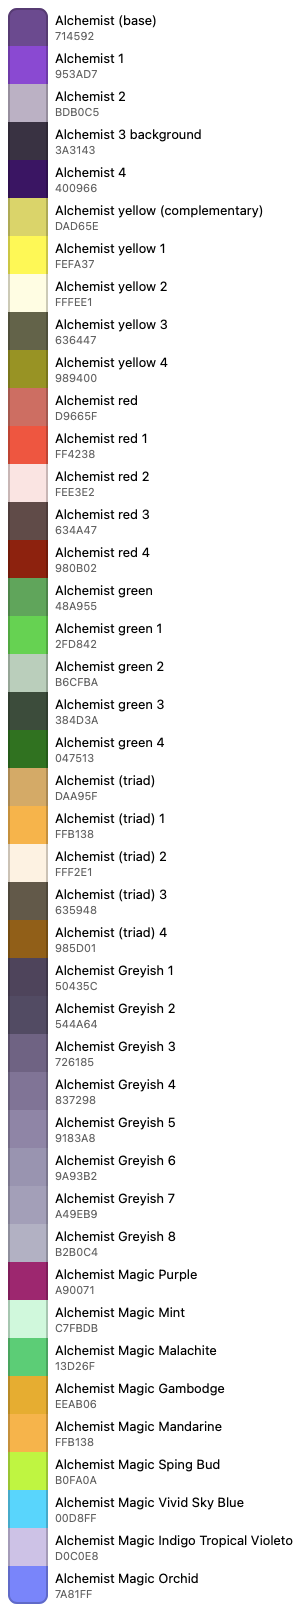 Alchemist (base)
714592
Alchemist 1
953AD7
Alchemist 2
BDB0C5
Alchemist 3 background
3A3143
Alchemist 4
400966
Alchemist yellow (complementary)
DAD65E
Alchemist yellow 1
FEFA37
Alchemist yellow 2
FFFEE1
Alchemist yellow 3
636447
Alchemist yellow 4
989400
Alchemist red
D9665F
Alchemist red 1
FF4238
Alchemist red 2
FEE3E2
Alchemist red 3
634A47
Alchemist red 4
980B02
Alchemist green
48A955
Alchemist green 1
2FD842
Alchemist green 2
B6CFBA
Alchemist green 3
384D3A
Alchemist green 4
047513
Alchemist (triad)
DAA95F
Alchemist (triad) 1
FFB138
Alchemist (triad) 2
FFF2E1
Alchemist (triad) 3
635948
Alchemist (triad) 4
985D01
Alchemist Greyish 1
50435C
Alchemist Greyish 2
544A64
Alchemist Greyish 3
726185
Alchemist Greyish 4
837298
Alchemist Greyish 5
9183A8
Alchemist Greyish 6
9A93B2
Alchemist Greyish 7
A49EB9
Alchemist Greyish 8
B2B0C4
Alchemist Magic Purple
A90071
Alchemist Magic Mint
C7FBDB
Alchemist Magic Malachite
13D26F
Alchemist Magic Gambodge
EEAB06
Alchemist Magic Mandarine
FFB138
Alchemist Magic Sping Bud
B0FA0A
Alchemist Magic Vivid Sky Blue
00D8FF
Alchemist Magic Indigo Tropical Violeto
D0C0E8
Alchemist Magic Orchid
7A81FF